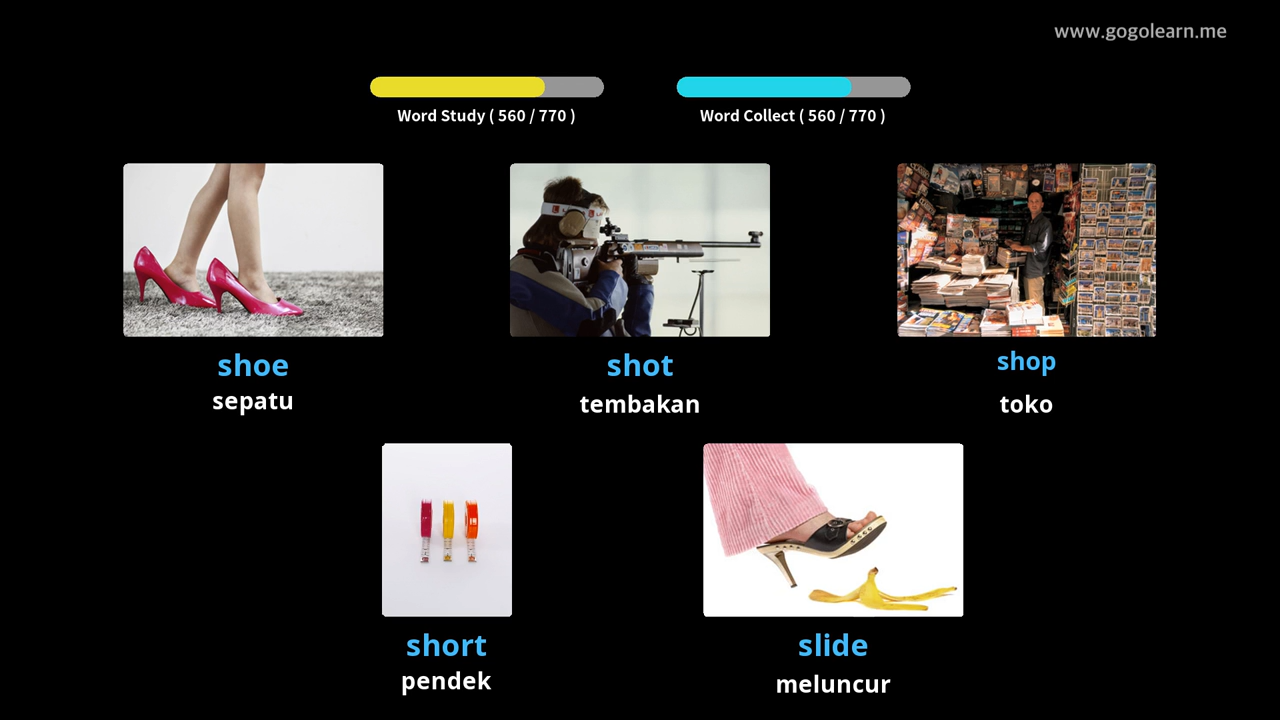 www.gogolearn.me
Word Study ( 560 / 770 )
Word Collect ( 560 / 770 )
shoe
sepatu
shot
tembakan
shop
toko
short
pendek
slide
meluncur